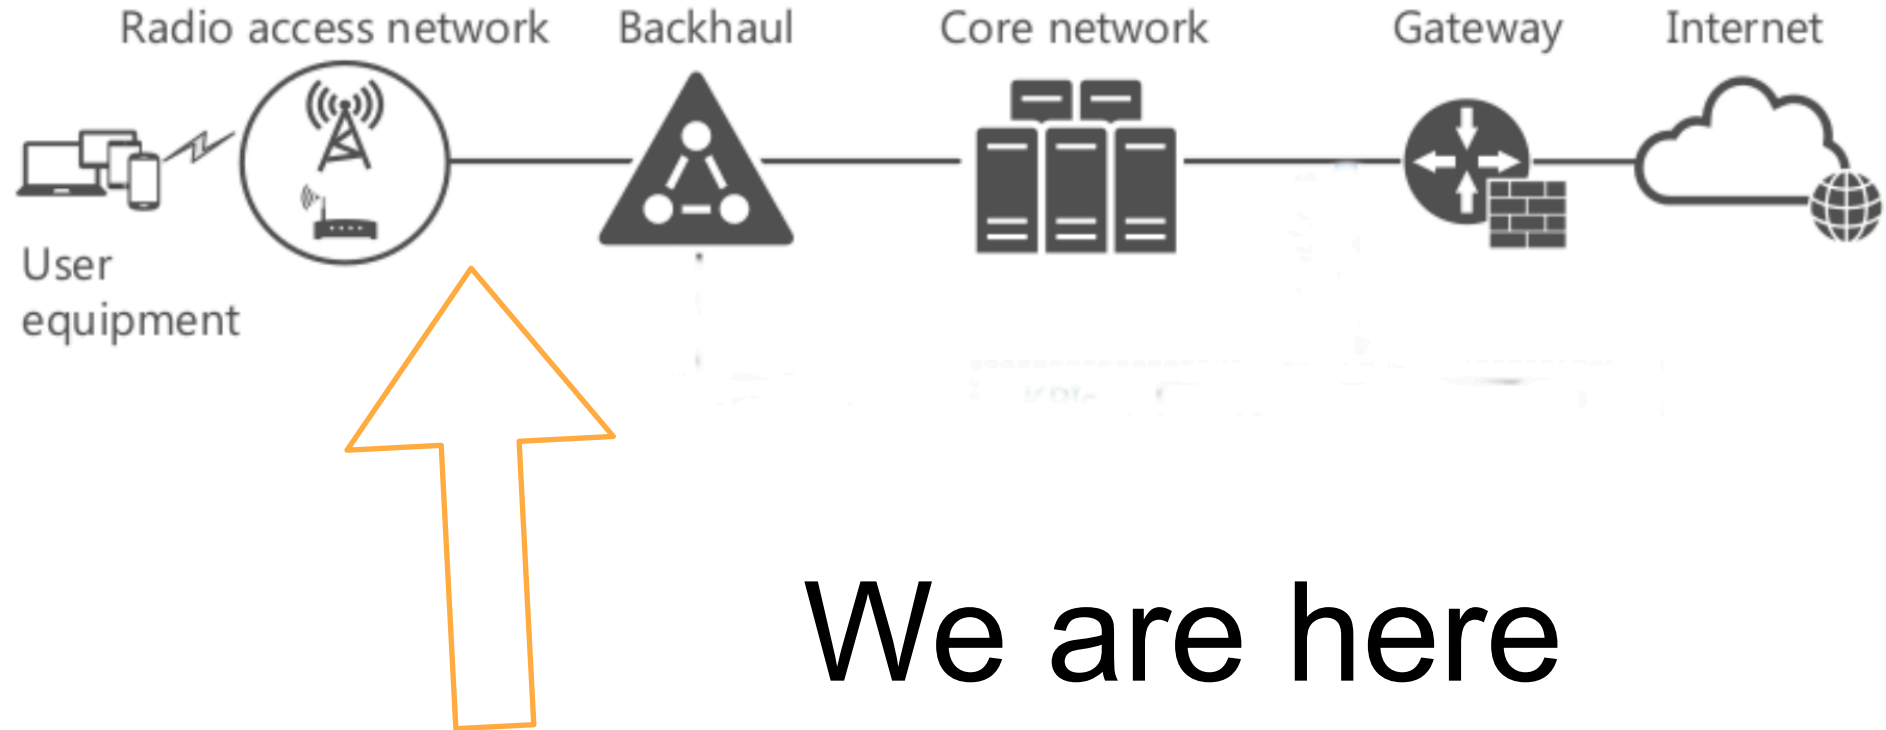 Radio access network
Backhaul
Core network
Gateway
Internet
User
equipment
We are here